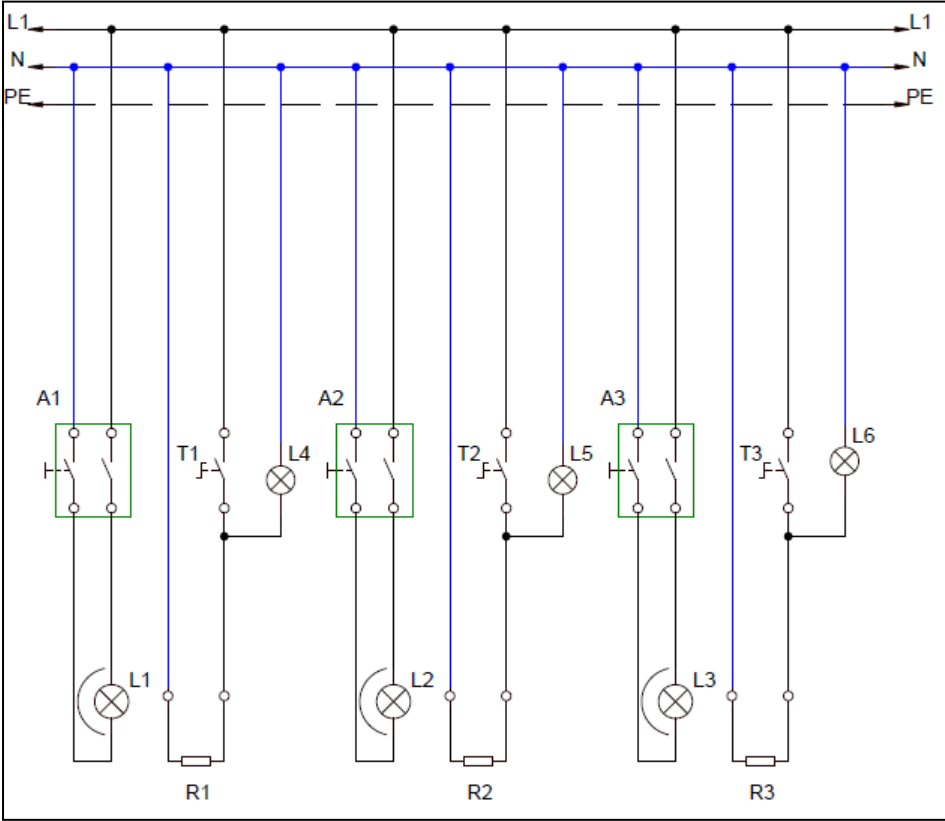 L1 L1
N N
PE PE
A1 A2 A3
T1 L4 T2 L5 T3 L6
L1 L2 L3
R1 R2 R3